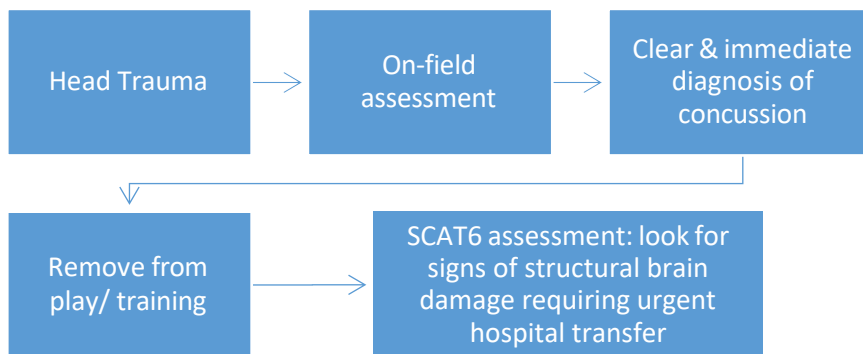 Head Trauma
On-field
assessment
Clear & immediate
diagnosis of
concussion
Remove from
play/ training
SCAT6 assessment: look for
signs of structural brain
damage requiring urgent
hospital transfer